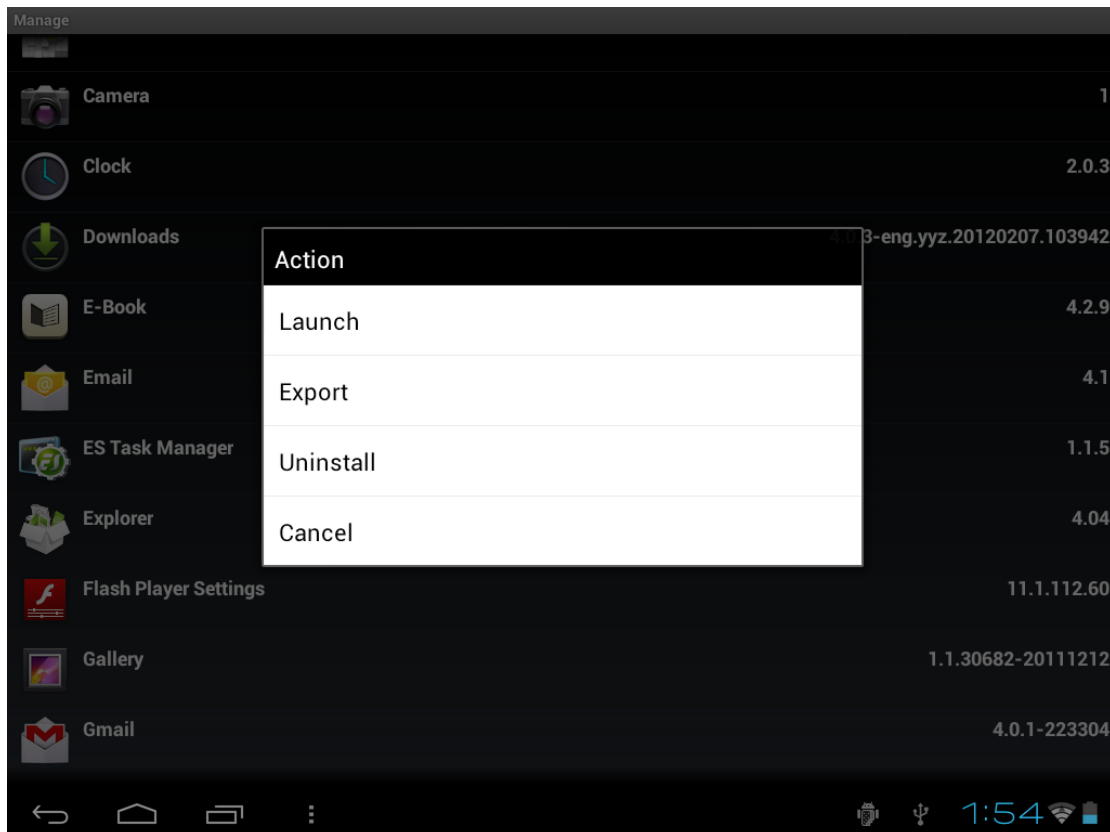 Manage
Camera 1
Clock 2.0.3
Downloads 4.0.3-eng.yyz.20120207.103942
Action
E-Book 4.2.9
Launch
Email 4.1
Export
ES Task Manager 1.1.5
Uninstall
Explorer 4.04
Cancel
Flash Player Settings 11.1.112.60
Gallery 1.1.30682-20111212
Gmail 4.0.1-223304
1:54